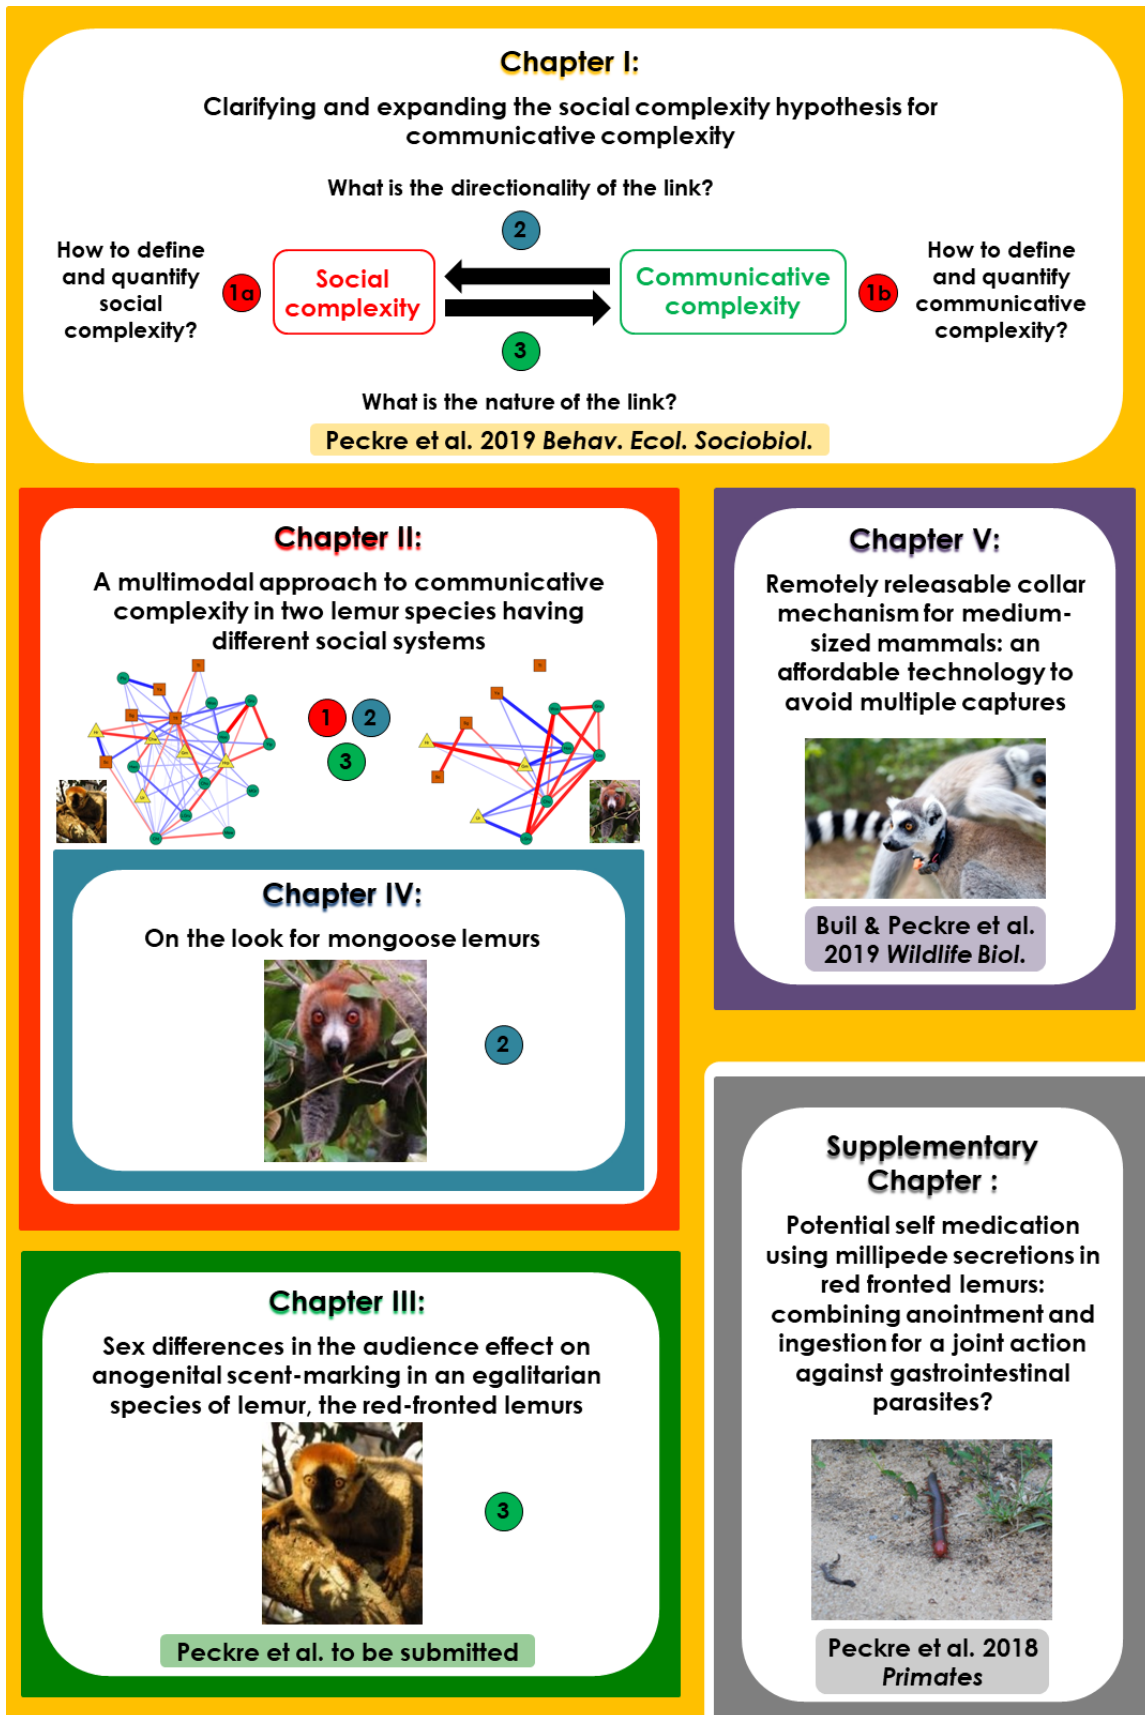 Chapter I:
Clarifying and expanding the social complexity hypothesis for
communicative complexity
What is the directionality of the link?
2
How to define
and quantify
social
complexity?
1a
Social
complexity
Communicative
complexity
1b
How to define
and quantify
communicative
complexity?
3
What is the nature of the link?
Peckre et al. 2019 Behav. Ecol. Sociobiol.
Chapter II:
A multimodal approach to communicative
complexity in two lemur species having
different social systems
1
2
3
Chapter IV:
On the look for mongoose lemurs
2
Chapter III:
Sex differences in the audience effect on
anogenital scent-marking in an egalitarian
species of lemur, the red-fronted lemurs
3
Peckre et al. to be submitted
Chapter V:
Remotely releasable collar
mechanism for medium-
sized mammals: an
affordable technology to
avoid multiple captures
Buil & Peckre et al.
2019 Wildlife Biol.
Supplementary
Chapter :
Potential self medication
using millipede secretions in
red fronted lemurs:
combining anointment and
ingestion for a joint action
against gastrointestinal
parasites?
Peckre et al. 2018
Primates